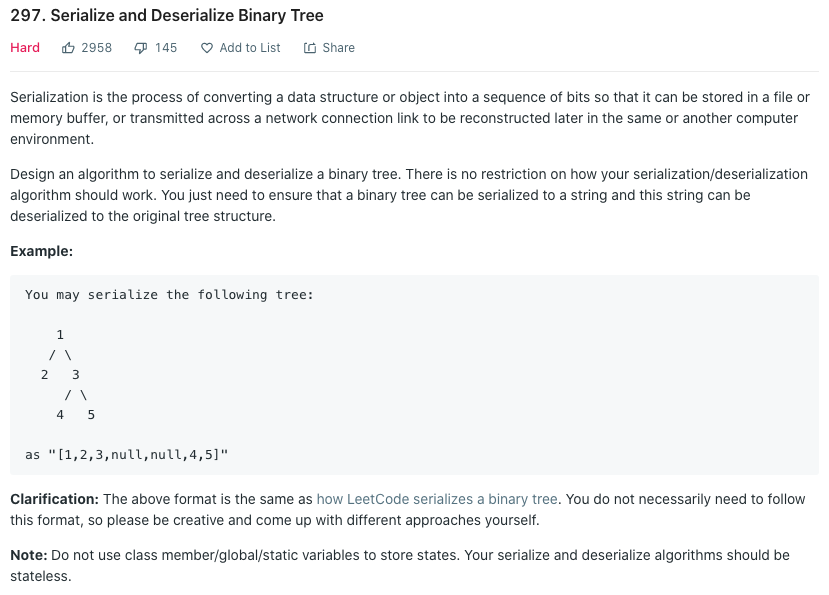 297. Serialize and Deserialize Binary Tree
Hard 2958 145 Add to List Share
Serialization is the process of converting a data structure or object into a sequence of bits so that it can be stored in a file or
memory buffer, or transmitted across a network connection link to be reconstructed later in the same or another computer
environment.
Design an algorithm to serialize and deserialize a binary tree. There is no restriction on how your serialization/deserialization
algorithm should work. You just need to ensure that a binary tree can be serialized to a string and this string can be
deserialized to the original tree structure.
Example:
You may serialize the following tree:
1
/ \
2 3
/ \
4 5
as "[1,2,3,null,null,4,5]"
Clarification: The above format is the same as how LeetCode serializes a binary tree. You do not necessarily need to follow
this format, so please be creative and come up with different approaches yourself.
Note: Do not use class member/global/static variables to store states. Your serialize and deserialize algorithms should be
stateless.